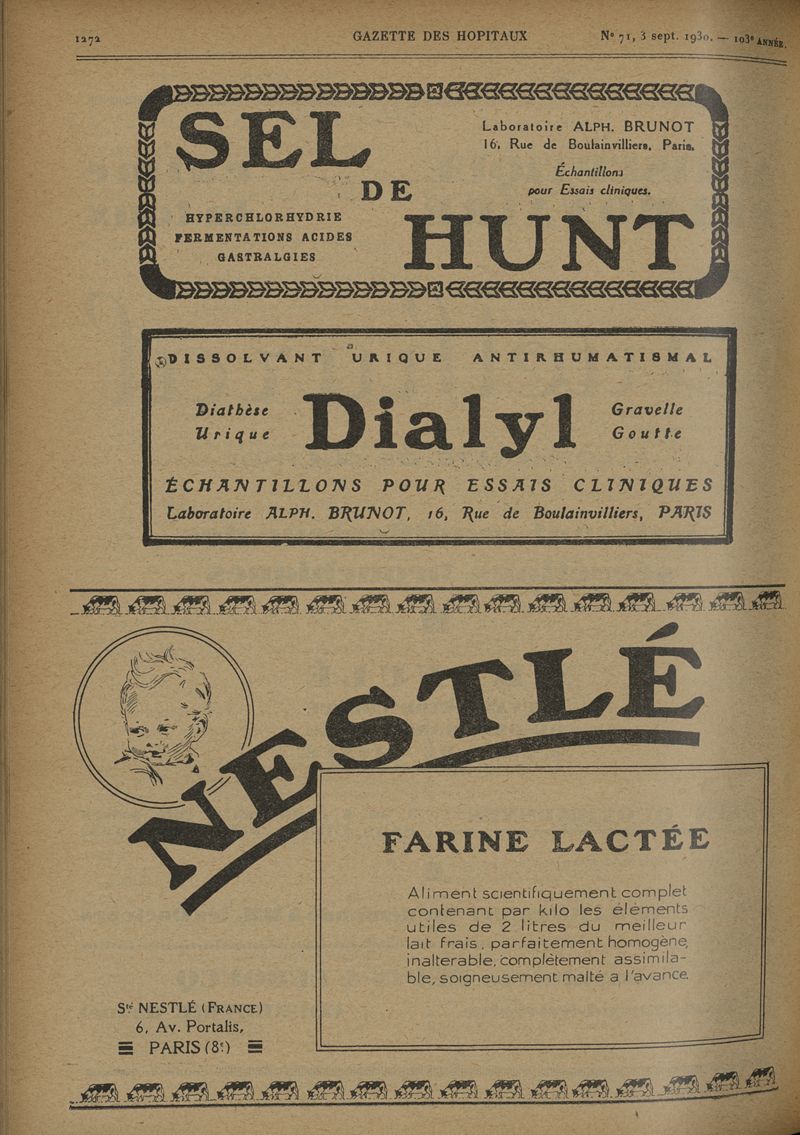 1272
GAZETTE DES HOPITAUX
N° 71, 3 sept. 1930. — 103e ANNÉE.
SEL
DE
HUNT
Laboratoire ALPH. BRUNOT
16, Rue de Boulainvilliers, Paris.
Échantillons
pour Essais cliniques.
HYPERCHLORHYDRIE
FERMENTATIONS ACIDES
GASTRALGIES
DISSOLVANT URIQUE ANTIRHUMATISMAL
Diathèse
Urique
Dialyl
Gravelle
Goutte
ÉCHANTILLONS POUR ESSAIS CLINIQUES
Laboratoire ALPH. BRUNOT, 16, Rue de Boulainvilliers, PARIS
NESTLÉ
FARINE LACTÉE
Aliment scientifiquement complet
contenant par kilo les éléments
utiles de 2 litres du meilleur
lait frais, parfaitement homogène,
inalterable, complètement assimila-
ble, soigneusement malté a l'avance.
Sté NESTLÉ (FRANCE)
6, Av. Portalis,
PARIS (8e)